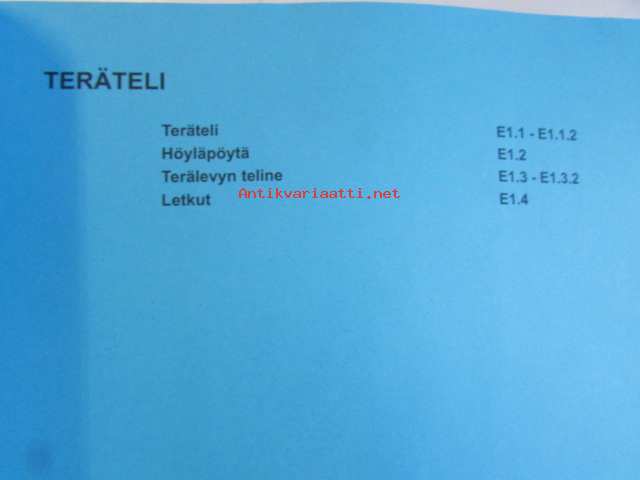 TERÄTELI
Teräteli E1.1 - E1.1.2
Höyläpöytä E1.2
Terälevyn teline E1.3 - E1.3.2
Antikvariaatti.net
Letkut E1.4